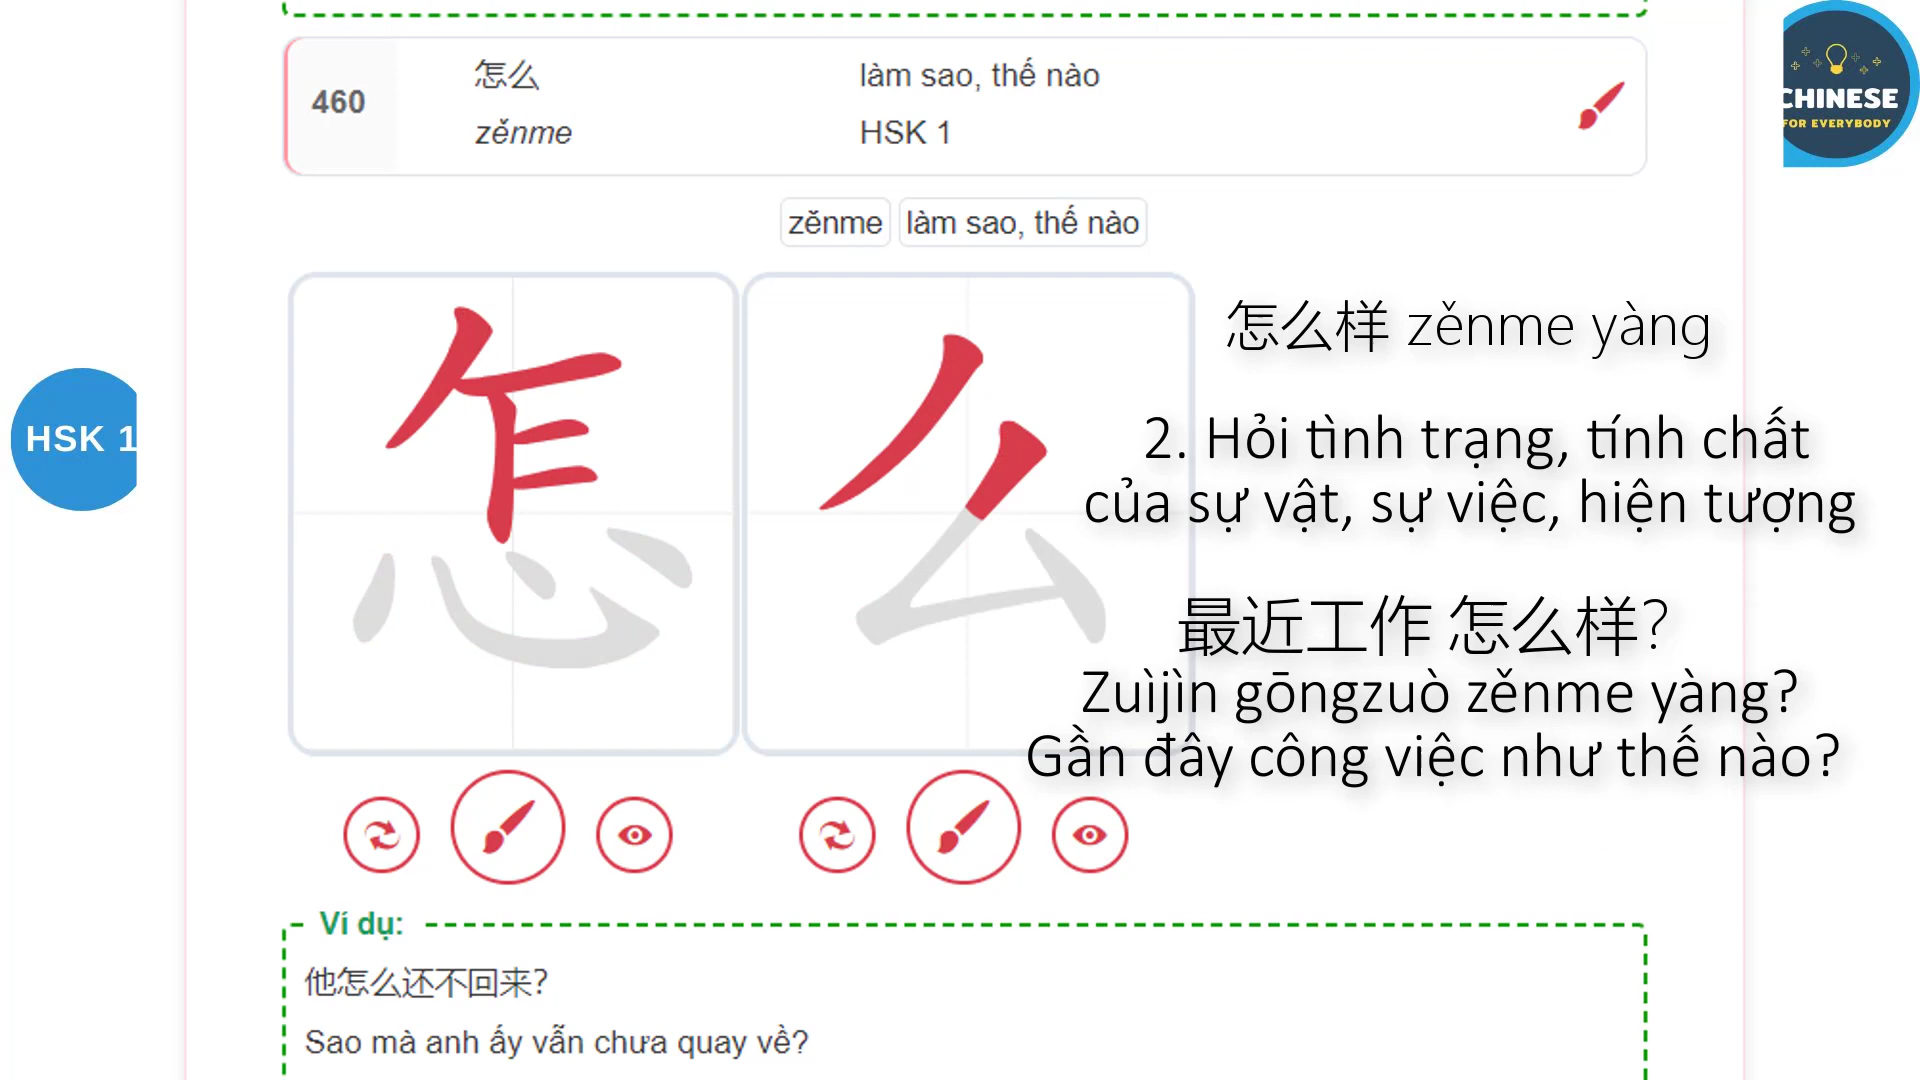 460
怎么
làm sao, thế nào
zěnme
HSK 1
CHINESE
FOR EVERYBODY
zěnme
làm sao, thế nào
怎么
怎么样 zěnme yàng
HSK 1
2. Hỏi tình trạng, tính chất
của sự vật, sự việc, hiện tượng
最近工作 怎么样?
Zuìjìn gōngzuò zěnme yàng?
Gần đây công việc như thế nào?
Ví dụ:
他怎么还不回来?
Sao mà anh ấy vẫn chưa quay về?